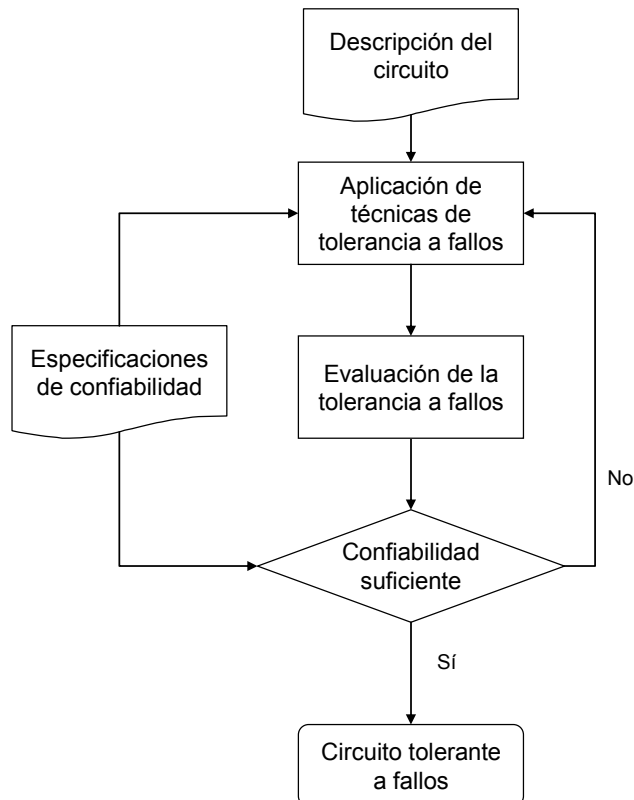 Descripción del
circuito
Aplicación de
técnicas de
tolerancia a fallos
Especificaciones
de confiabilidad
Evaluación de la
tolerancia a fallos
No
Confiabilidad
suficiente
Sí
Circuito tolerante
a fallos